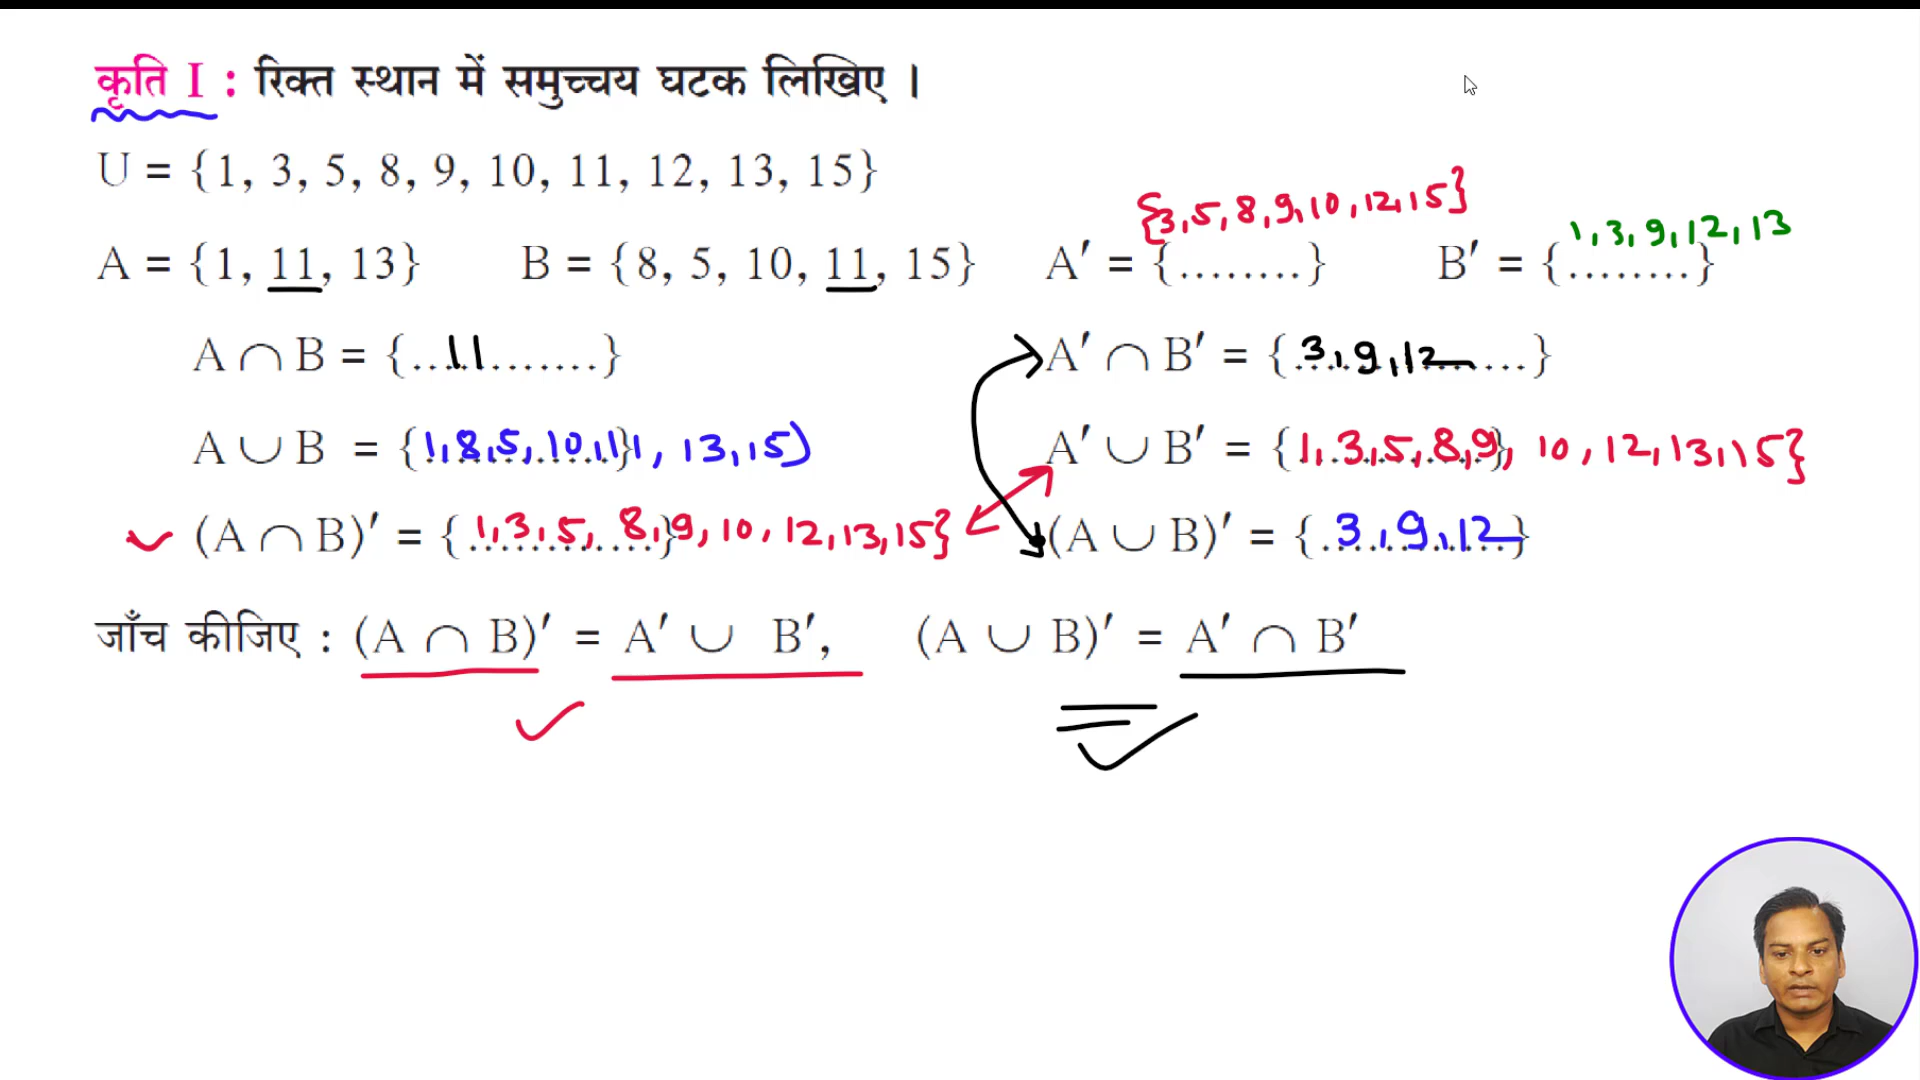 कृति I : रिक्त स्थान में समुच्चय घटक लिखिए ।
U = {1, 3, 5, 8, 9, 10, 11, 12, 13, 15}
{3, 5, 8, 9, 10, 12, 15}
1, 3, 9, 12, 13
A = {1, 11, 13} B = {8, 5, 10, 11, 15} A′ = {........} B′ = {........}
A ∩ B = {...11.......} A′ ∩ B′ = {3, 9, 12...}
A ∪ B = {1, 8, 5, 10, 11}, 13, 15) A′ ∪ B′ = {1, 3, 5, 8, 9}, 10, 12, 13, 15}
(A ∩ B)′ = {1, 3, 5, 8, }9, 10, 12, 13, 15} (A ∪ B)′ = {.3, 9, 12}
जाँच कीजिए : (A ∩ B)′ = A′ ∪ B′, (A ∪ B)′ = A′ ∩ B′